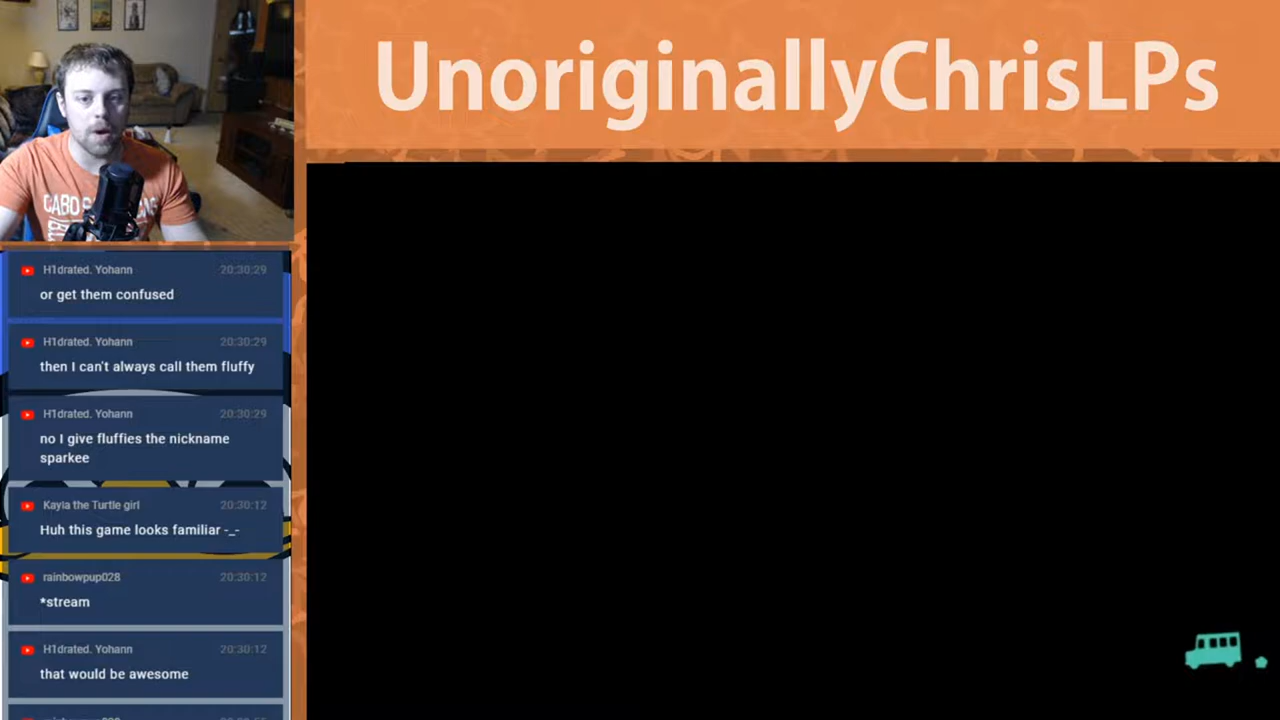 UnoriginallyChrisLPs
H1drated. Yohann 20:30:29
or get them confused
H1drated. Yohann 20:30:29
then I can't always call them fluffy
H1drated. Yohann 20:30:29
no I give fluffies the nickname
sparkee
Kayla the Turtle girl 20:30:12
Huh this game looks familiar -_-
rainbowpup028 20:30:12
*stream
H1drated. Yohann 20:30:12
that would be awesome